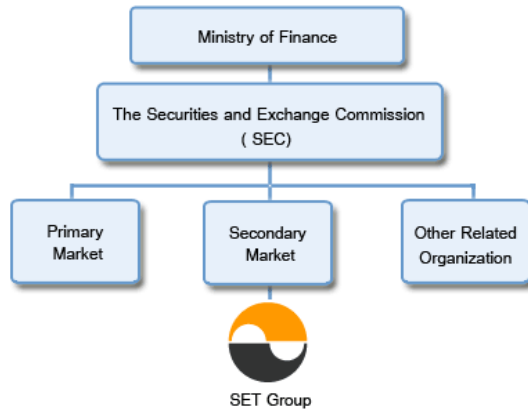 Ministry of Finance
The Securities and Exchange Commission
( SEC)
Primary
Market
Secondary
Market
Other Related
Organization
SET Group